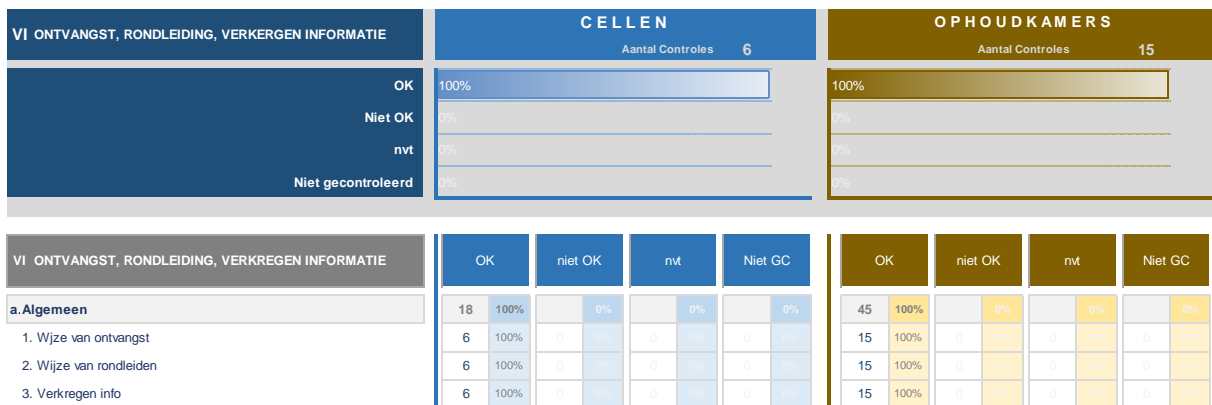 VI ONTVANGST, RONDLEIDING, VERKERGEN INFORMATIE
CELLEN
Aantal Controles 6
OPHOUDKAMERS
Aantal Controles 15
OK 100% 100%
Niet OK 0% 0%
nvt 0% 0%
Niet gecontroleerd 0% 0%
VI ONTVANGST, RONDLEIDING, VERKREGEN INFORMATIE OK niet OK nvt Niet GC OK niet OK nvt Niet GC
a.Algemeen 18 100% 0% 0% 0% 45 100% 0% 0% 0%
1. Wjze van ontvangst 6 100% 0 0% 0 0% 0 0% 15 100% 0 0% 0 0% 0 0%
2. Wijze van rondleiden 6 100% 0 0% 0 0% 0 0% 15 100% 0 0% 0 0% 0 0%
3. Verkregen info 6 100% 0 0% 0 0% 0 0% 15 100% 0 0% 0 0% 0 0%